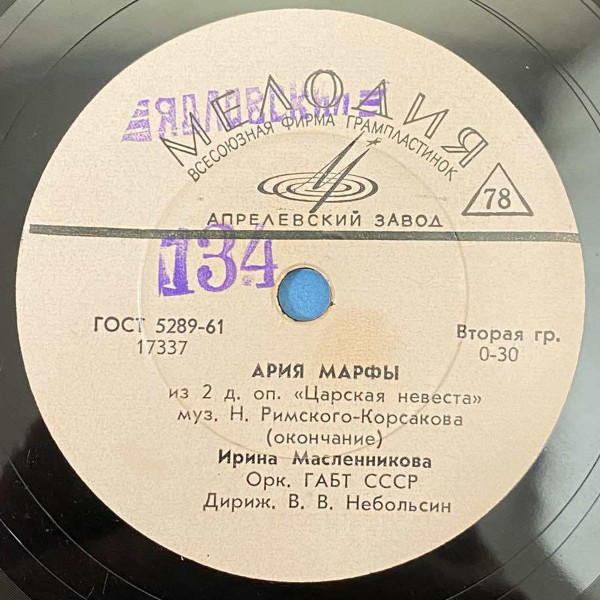 МЕЛОДИЯ
ВСЕСОЮЗНАЯ ФИРМА ГРАМПЛАСТИНОК
78
АПРЕЛЕВСКИЙ ЗАВОД
134
ГОСТ 5289-61
17337
Вторая гр.
0-30
АРИЯ МАРФЫ
из 2 д. оп. «Царская невеста»
муз. Н. Римского-Корсакова
(окончание)
Ирина Масленникова
Орк. ГАБТ СССР
Дириж. В. В. Небольсин